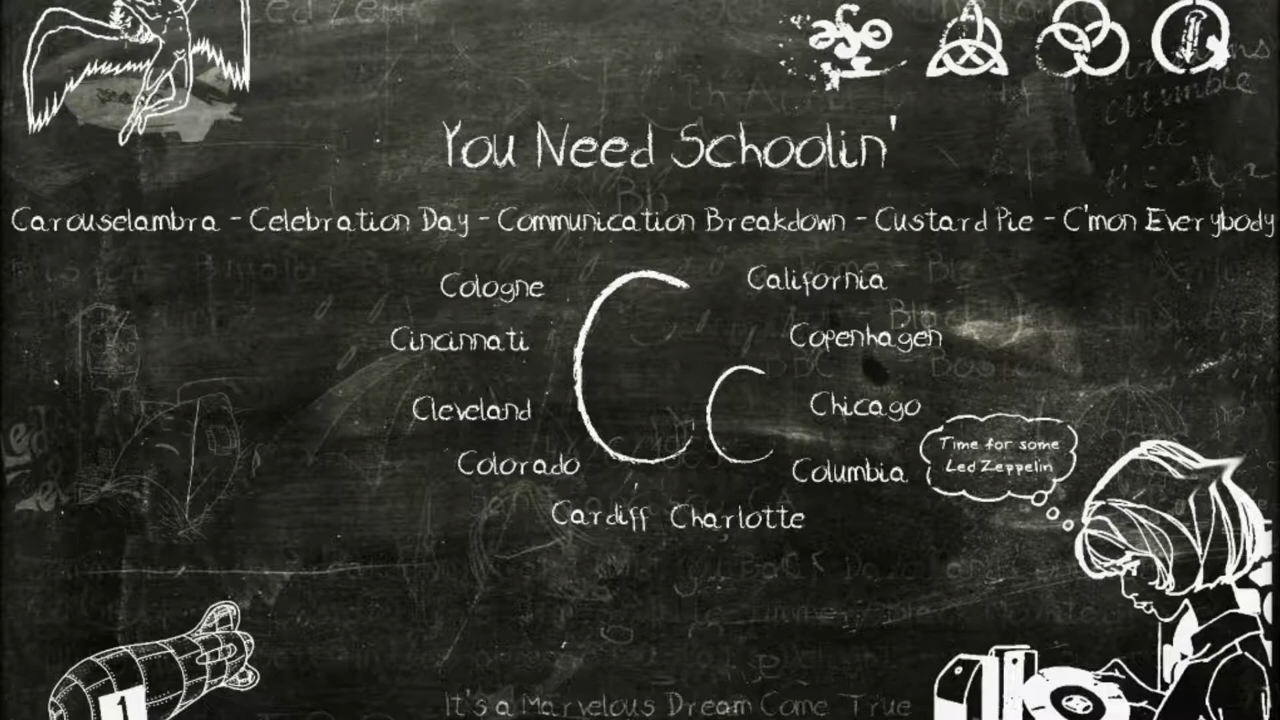 You Need Schoolin'
Carouselambra - Celebration Day - Communication Breakdown - Custard Pie - C'mon Everybody
Cologne
California
Cincinnati
Copenhagen
Cleveland
Chicago
Colorado
Columbia
Cardiff Charlotte
C c
Time for some
Led Zeppelin
1
It's a Marvelous Dream Come True